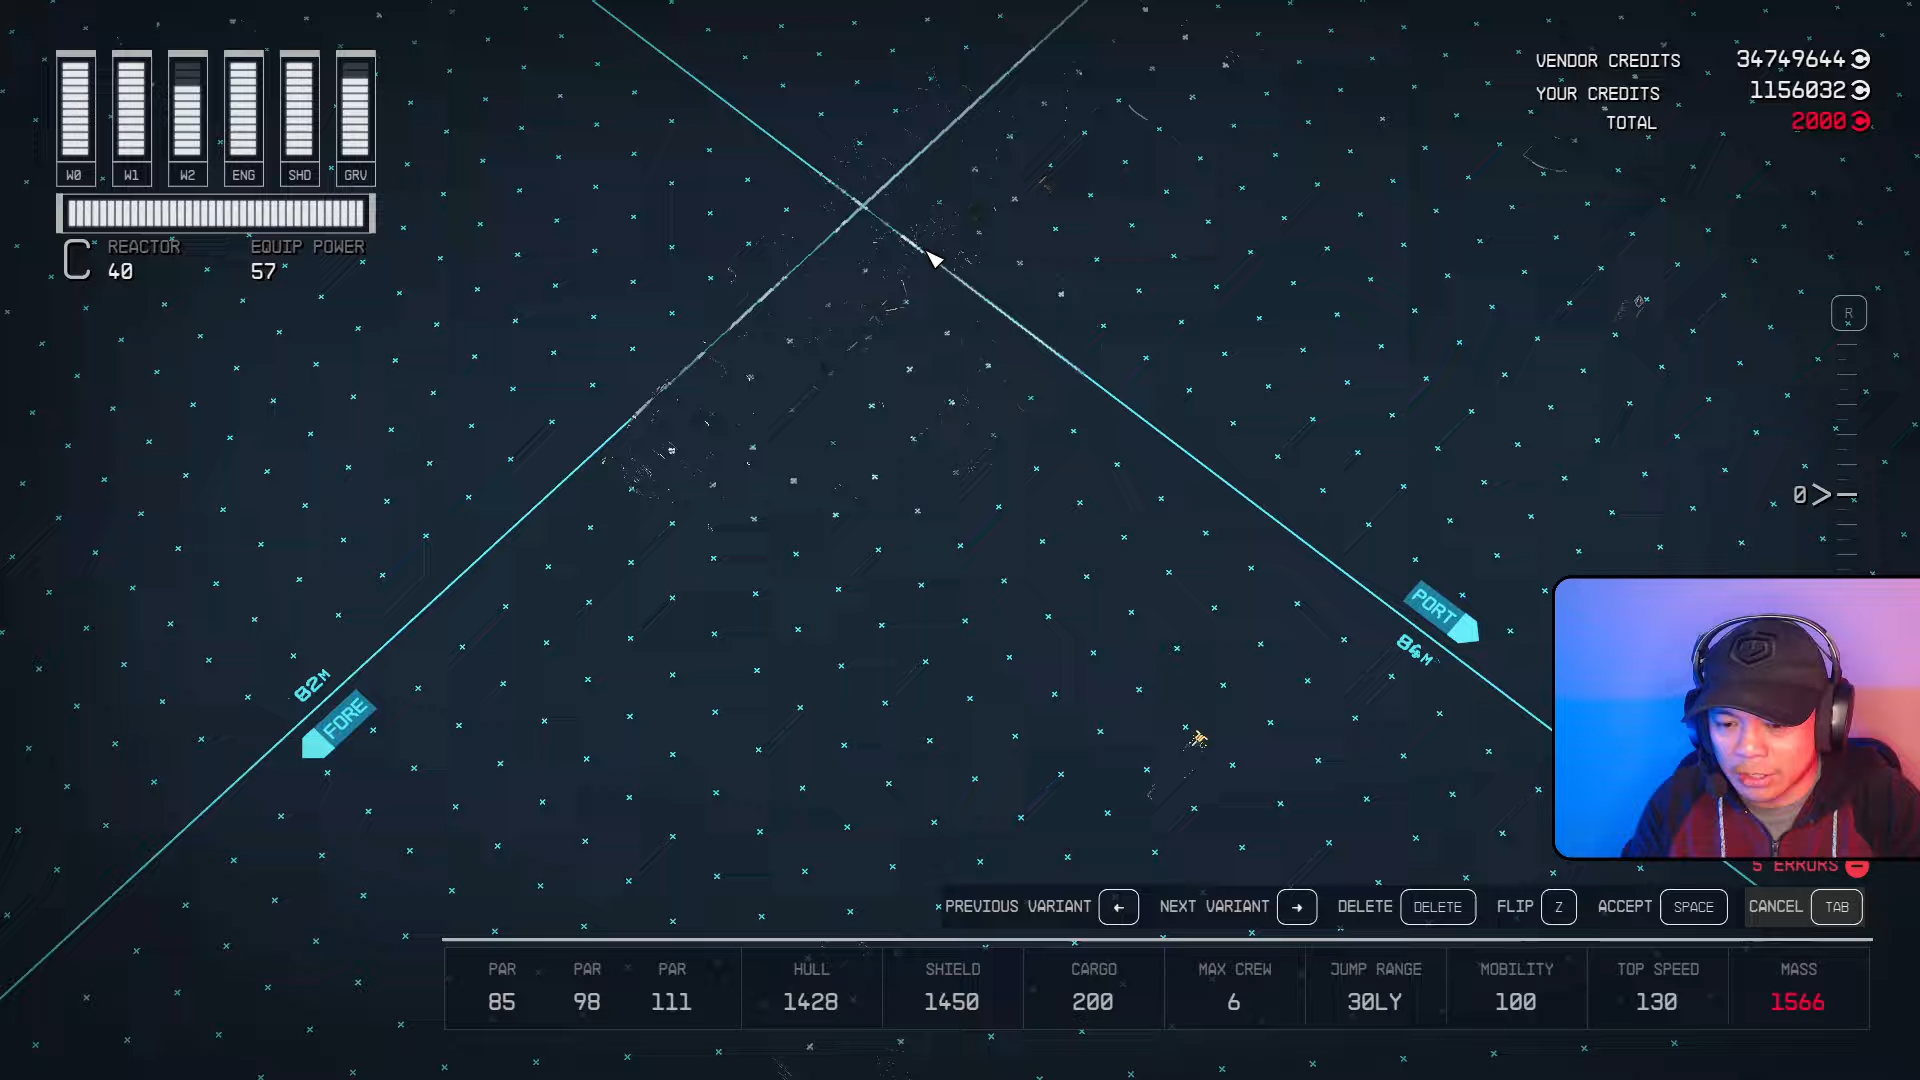 VENDOR CREDITS 34749644
YOUR CREDITS 1156032
TOTAL 2000
W0 W1 W2 ENG SHD GRV
C REACTOR 40 EQUIP POWER 57
R
0
PORT
84M
82M
FORE
5 ERRORS
PREVIOUS VARIANT ← NEXT VARIANT → DELETE DELETE FLIP Z ACCEPT SPACE CANCEL TAB
PAR PAR PAR HULL SHIELD CARGO MAX CREW JUMP RANGE MOBILITY TOP SPEED MASS
85 98 111 1428 1450 200 6 30LY 100 130 1566